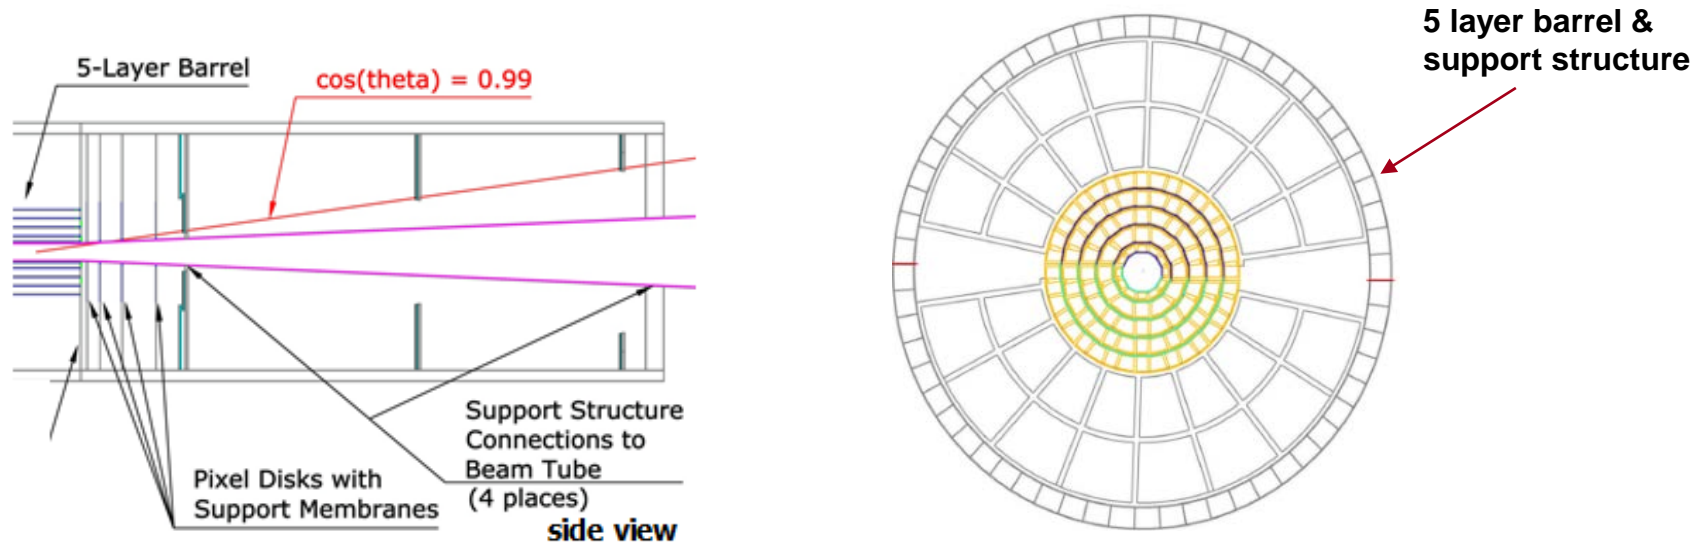 5-Layer Barrel
cos(theta) = 0.99
Support Structure
Connections to
Beam Tube
(4 places)
Pixel Disks with
Support Membranes
side view
5 layer barrel &
support structure